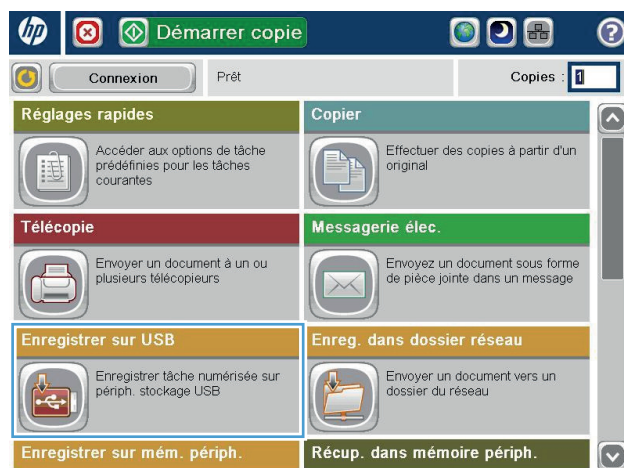 hp
Démarrer copie
?
Connexion
Prêt
Copies : 1
Réglages rapides
Accéder aux options de tâche
prédéfinies pour les tâches
courantes
Copier
Effectuer des copies à partir d'un
original
Télécopie
Envoyer un document à un ou
plusieurs télécopieurs
Messagerie élec.
Envoyez un document sous forme
de pièce jointe dans un message
Enregistrer sur USB
Enregistrer tâche numérisée sur
périph. stockage USB
Enreg. dans dossier réseau
Envoyer un document vers un
dossier du réseau
Enregistrer sur mém. périph.
Récup. dans mémoire périph.